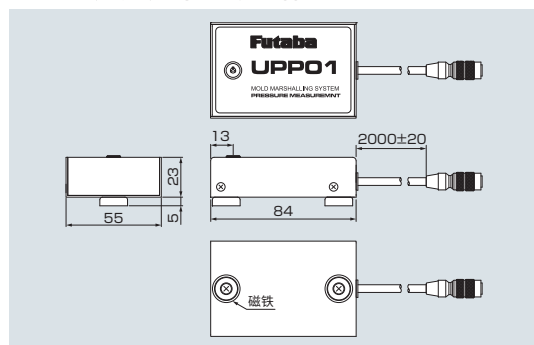 Futaba
UPP01
MOLD MARSHALLING SYSTEM
PRESSURE MEASUREMNT
13
2000±20
23
5
55
84
磁铁